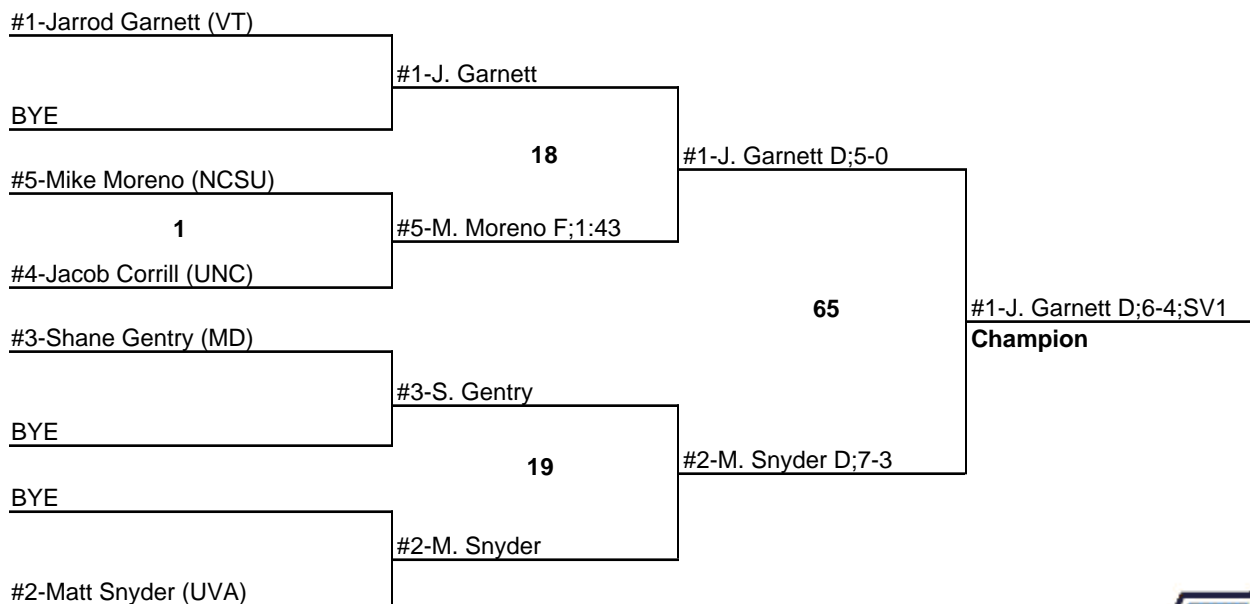 #1-Jarrod Garnett (VT)
#1-J. Garnett
BYE
18
#1-J. Garnett D;5-0
#5-Mike Moreno (NCSU)
1
#5-M. Moreno F;1:43
#4-Jacob Corrill (UNC)
65
#1-J. Garnett D;6-4;SV1
Champion
#3-Shane Gentry (MD)
#3-S. Gentry
BYE
19
#2-M. Snyder D;7-3
BYE
#2-M. Snyder
#2-Matt Snyder (UVA)